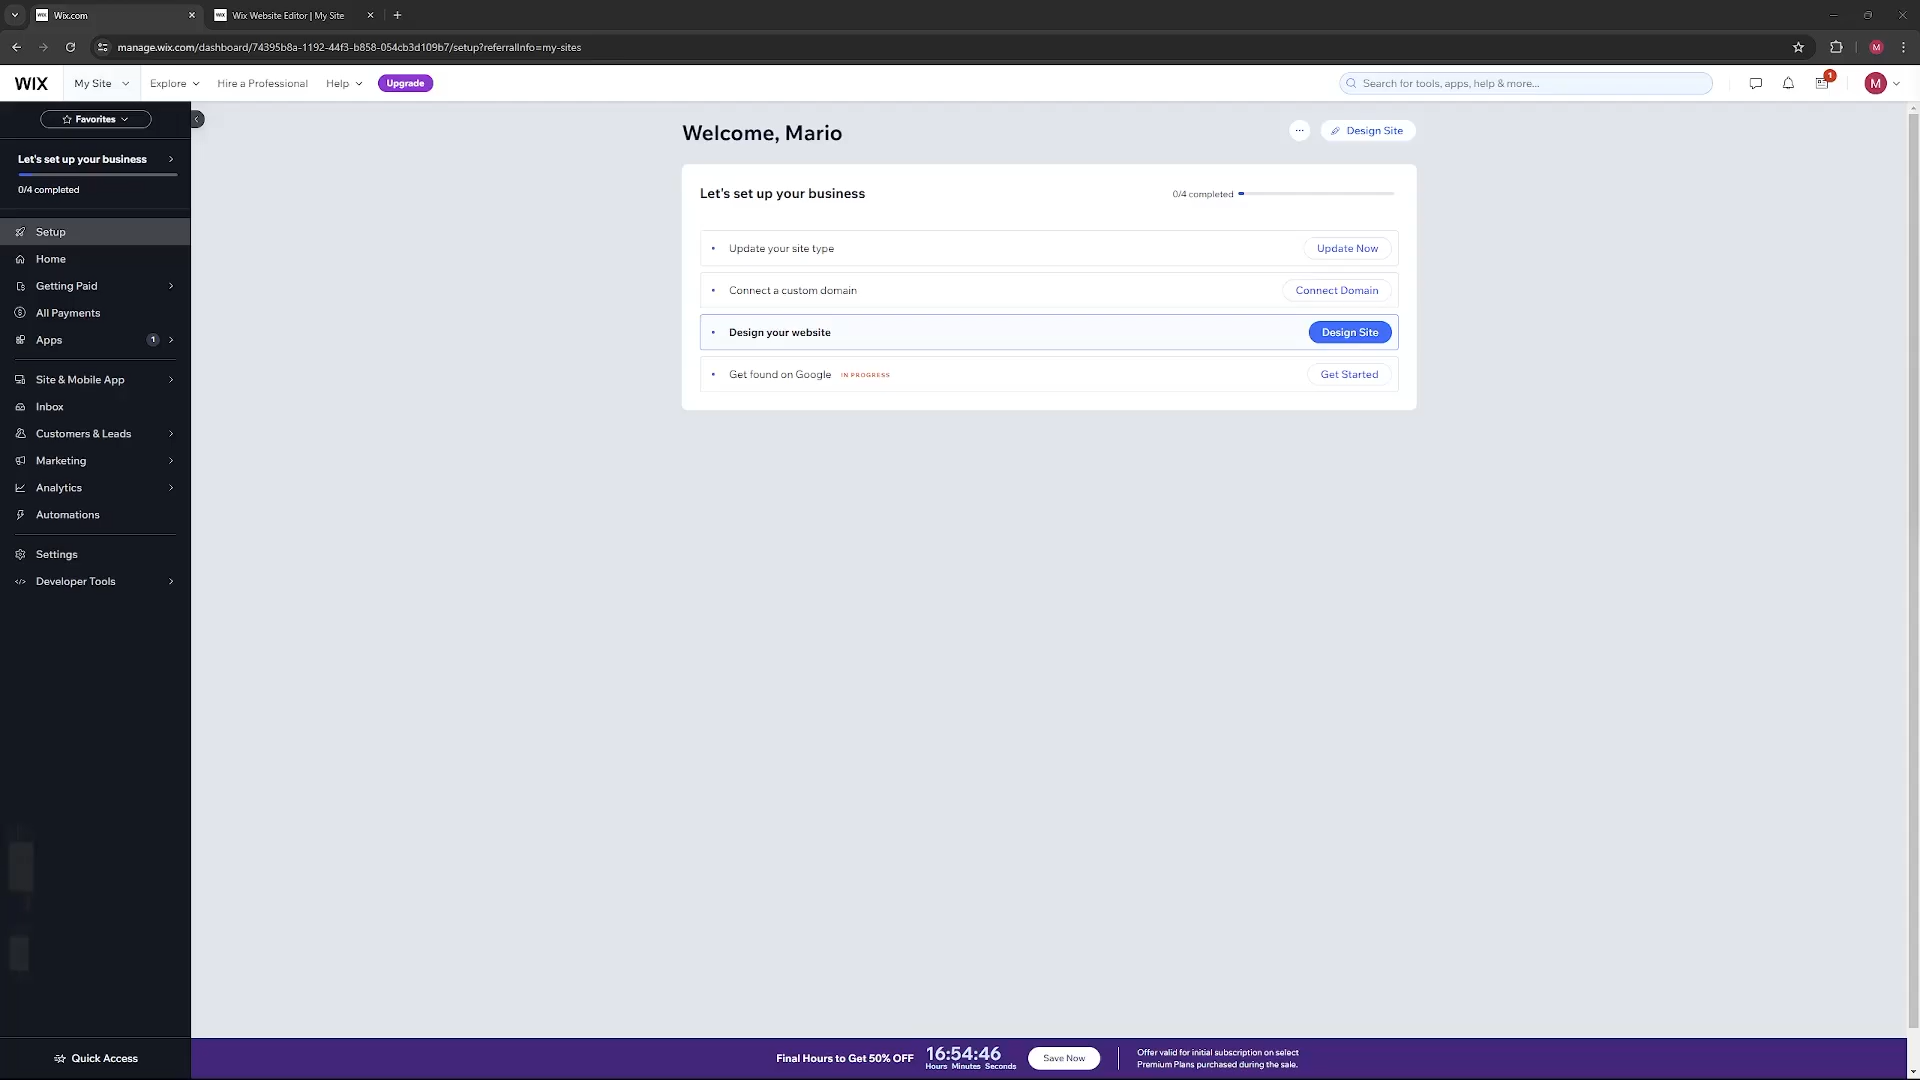 Wix.com
Wix Website Editor | My Site
manage.wix.com/dashboard/74395b8a-1192-44f3-b858-054cb3d109b7/setup?referralInfo=my-sites
M
WIX
My Site
Explore
Hire a Professional
Help
Upgrade
Search for tools, apps, help & more...
1
M
Favorites
Let's set up your business
0/4 completed
Setup
Home
Getting Paid
All Payments
Apps
1
Site & Mobile App
Inbox
Customers & Leads
Marketing
Analytics
Automations
Settings
Developer Tools
Quick Access
Welcome, Mario
Design Site
Let's set up your business
0/4 completed
Update your site type
Update Now
Connect a custom domain
Connect Domain
Design your website
Design Site
Get found on Google
IN PROGRESS
Get Started
Final Hours to Get 50% OFF
16:54:46
Hours Minutes Seconds
Save Now
Offer valid for initial subscription on select
Premium Plans purchased during the sale.